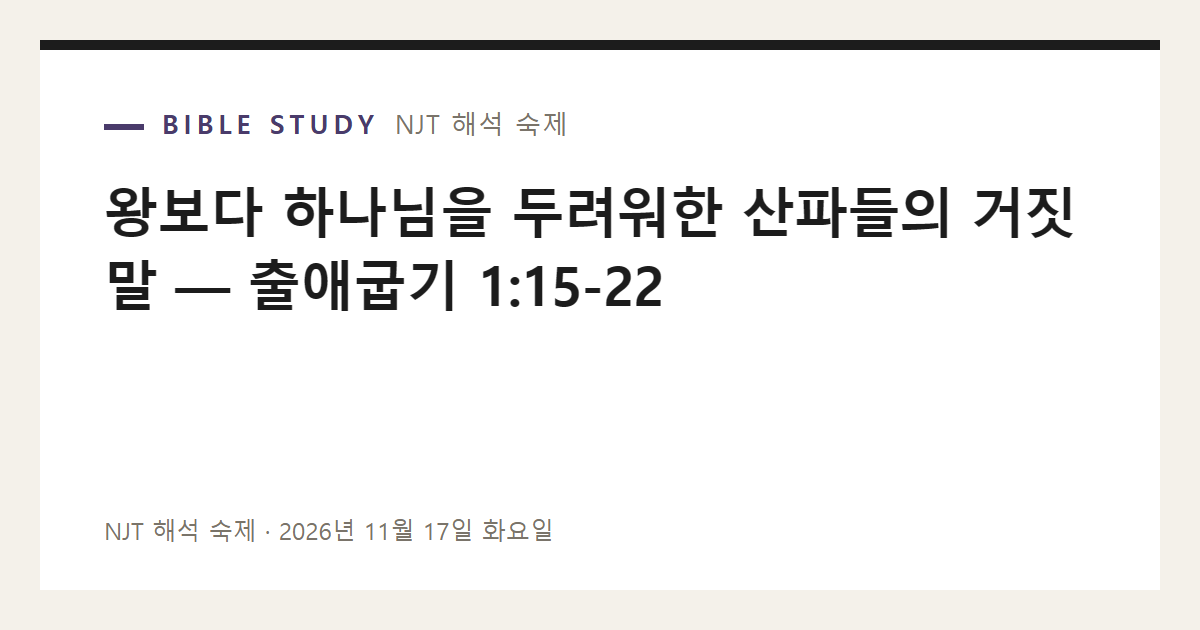 BIBLE STUDY NJT 해석 숙제
왕보다 하나님을 두려워한 산파들의 거짓
말 — 출애굽기 1:15-22
NJT 해석 숙제 · 2026년 11월 17일 화요일